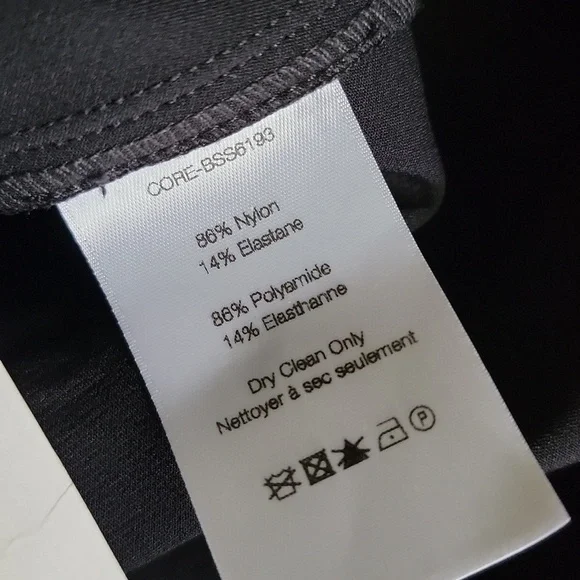 CORE-BSS6193
86% Nylon
14% Elastane
86% Polyamide
14% Elasthanne
Dry Clean Only
Nettoyer à sec seulement
P